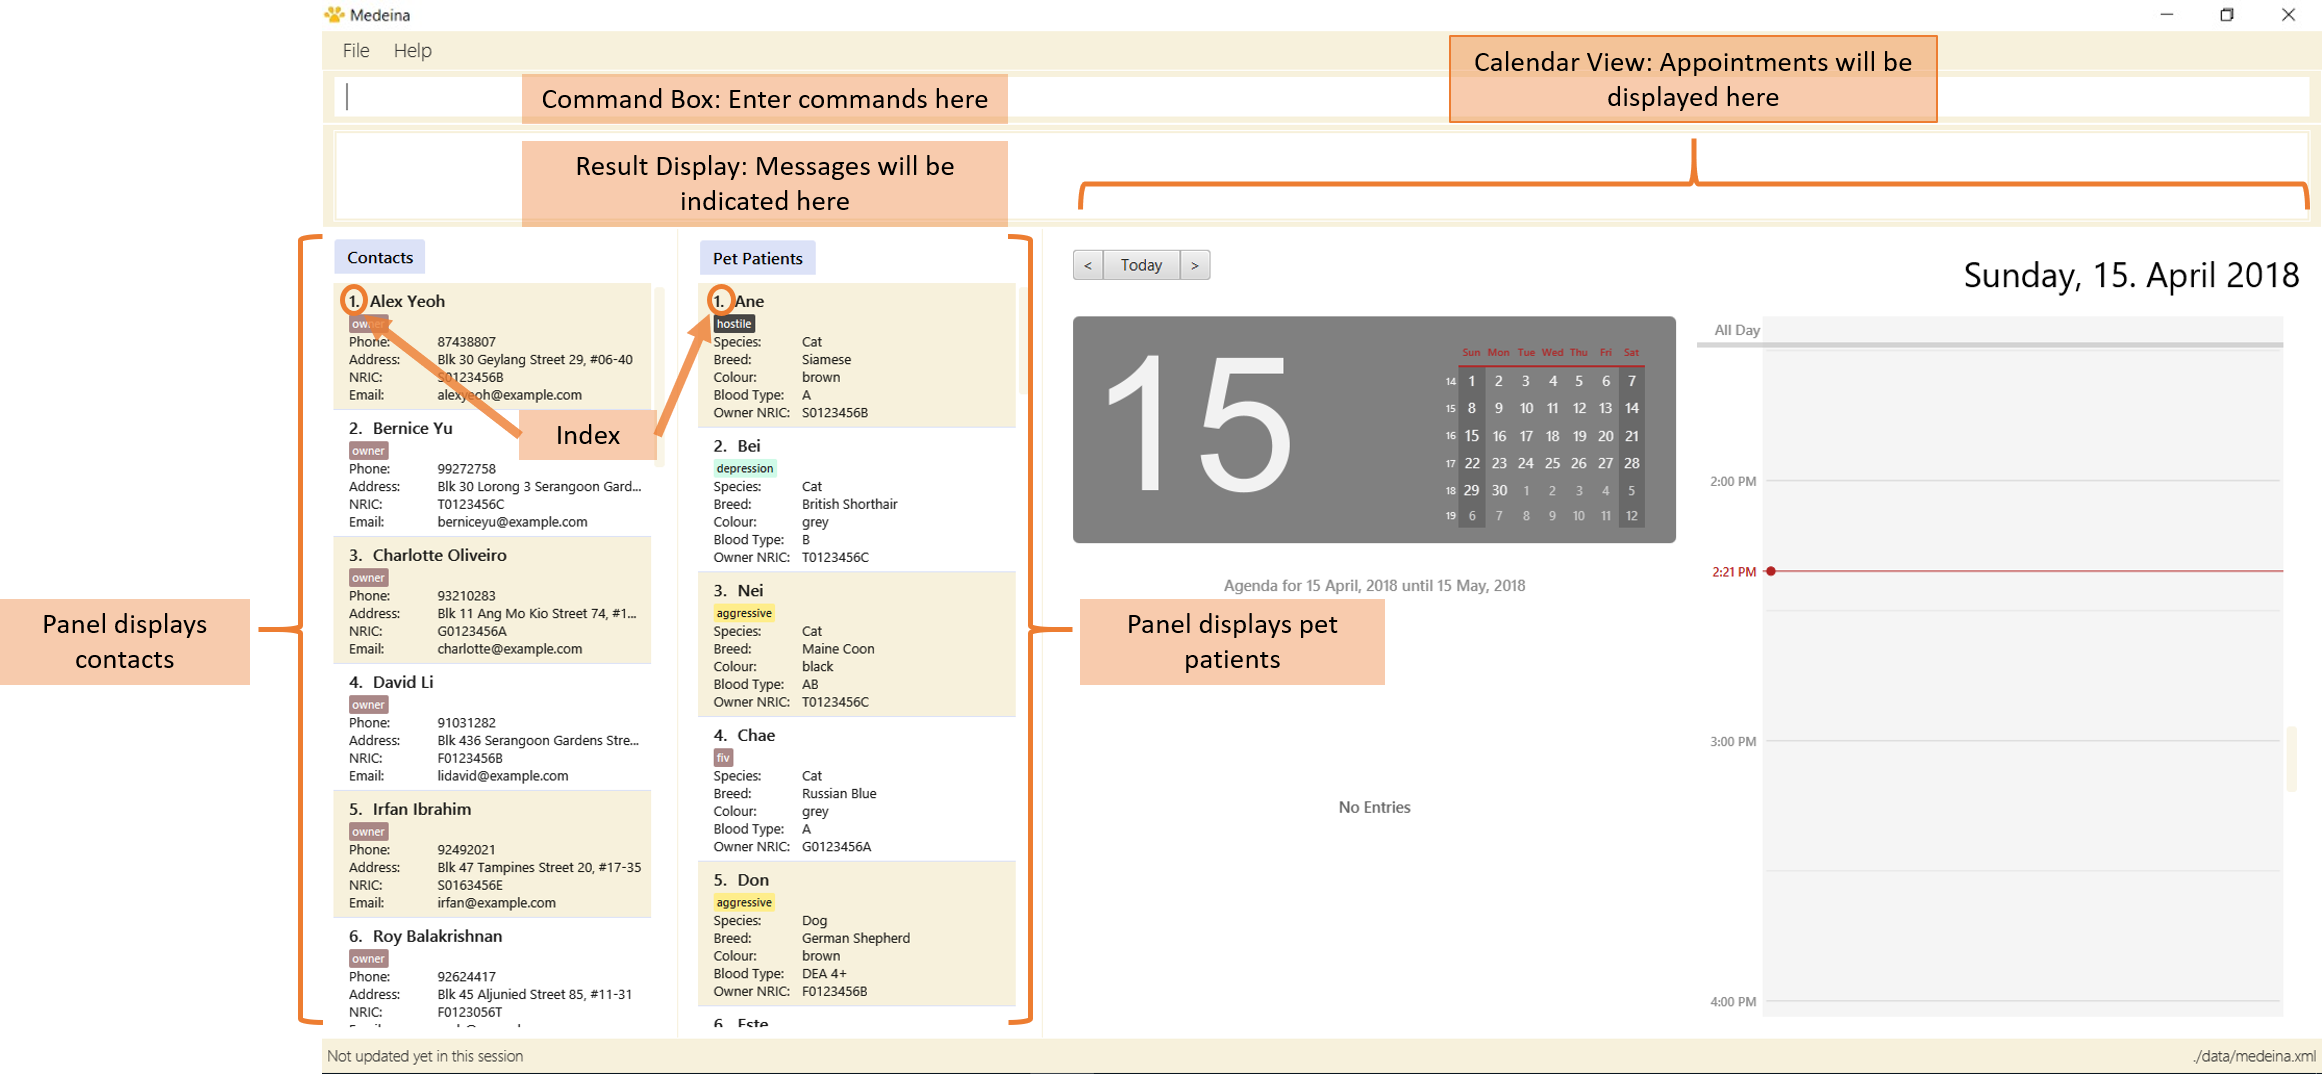 Medeina
File Help
Command Box: Enter commands here
Calendar View: Appointments will be
displayed here
Result Display: Messages will be
indicated here
Contacts
1. Alex Yeoh
owner
Phone: 87438807
Address: Blk 30 Geylang Street 29, #06-40
NRIC: S0123456B
Email: alexyeoh@example.com
2. Bernice Yu
owner
Phone: 99272758
Address: Blk 30 Lorong 3 Serangoon Gard...
NRIC: T0123456C
Email: berniceyu@example.com
3. Charlotte Oliveiro
owner
Phone: 93210283
Address: Blk 11 Ang Mo Kio Street 74, #1...
NRIC: G0123456A
Email: charlotte@example.com
4. David Li
owner
Phone: 91031282
Address: Blk 436 Serangoon Gardens Stre...
NRIC: F0123456B
Email: lidavid@example.com
5. Irfan Ibrahim
owner
Phone: 92492021
Address: Blk 47 Tampines Street 20, #17-35
NRIC: S0163456E
Email: irfan@example.com
6. Roy Balakrishnan
owner
Phone: 92624417
Address: Blk 45 Aljunied Street 85, #11-31
NRIC: F0123056T
Pet Patients
1. Ane
hostile
Species: Cat
Breed: Siamese
Colour: brown
Blood Type: A
Owner NRIC: S0123456B
2. Bei
depression
Species: Cat
Breed: British Shorthair
Colour: grey
Blood Type: B
Owner NRIC: T0123456C
3. Nei
aggressive
Species: Cat
Breed: Maine Coon
Colour: black
Blood Type: AB
Owner NRIC: T0123456C
4. Chae
fiv
Species: Cat
Breed: Russian Blue
Colour: grey
Blood Type: A
Owner NRIC: G0123456A
5. Don
aggressive
Species: Dog
Breed: German Shepherd
Colour: brown
Blood Type: DEA 4+
Owner NRIC: F0123456B
6. Este
Index
Panel displays
contacts
Panel displays pet
patients
< Today >
Sunday, 15. April 2018
15
Sun Mon Tue Wed Thu Fri Sat
14 1 2 3 4 5 6 7
15 8 9 10 11 12 13 14
16 15 16 17 18 19 20 21
17 22 23 24 25 26 27 28
18 29 30 1 2 3 4 5
19 6 7 8 9 10 11 12
Agenda for 15 April, 2018 until 15 May, 2018
No Entries
All Day
2:00 PM
2:21 PM
3:00 PM
4:00 PM
Not updated yet in this session
./data/medeina.xml